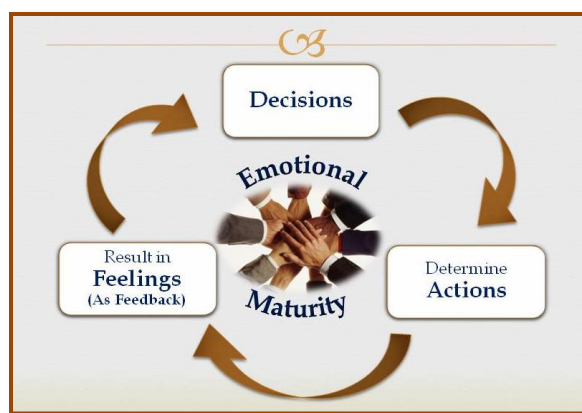 Decisions
Emotional
Maturity
Determine
Actions
Result in
Feelings
(As Feedback)